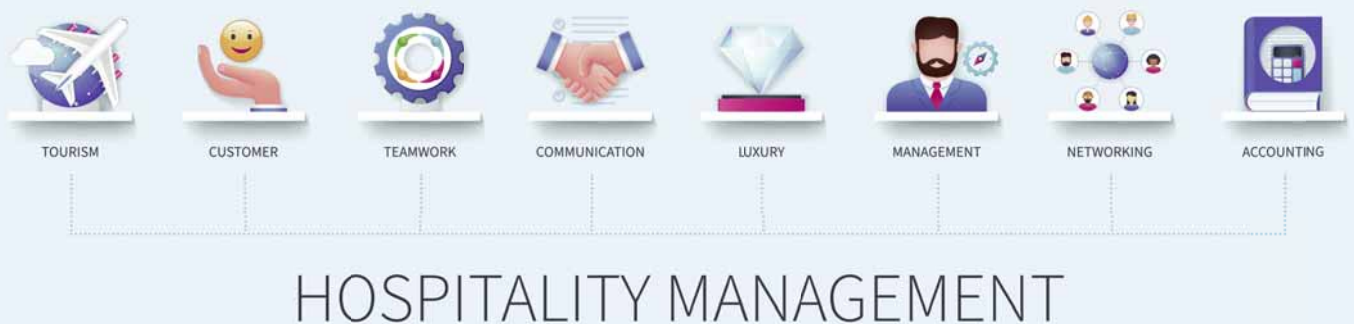 TOURISM
CUSTOMER
TEAMWORK
COMMUNICATION
LUXURY
MANAGEMENT
NETWORKING
ACCOUNTING
HOSPITALITY MANAGEMENT